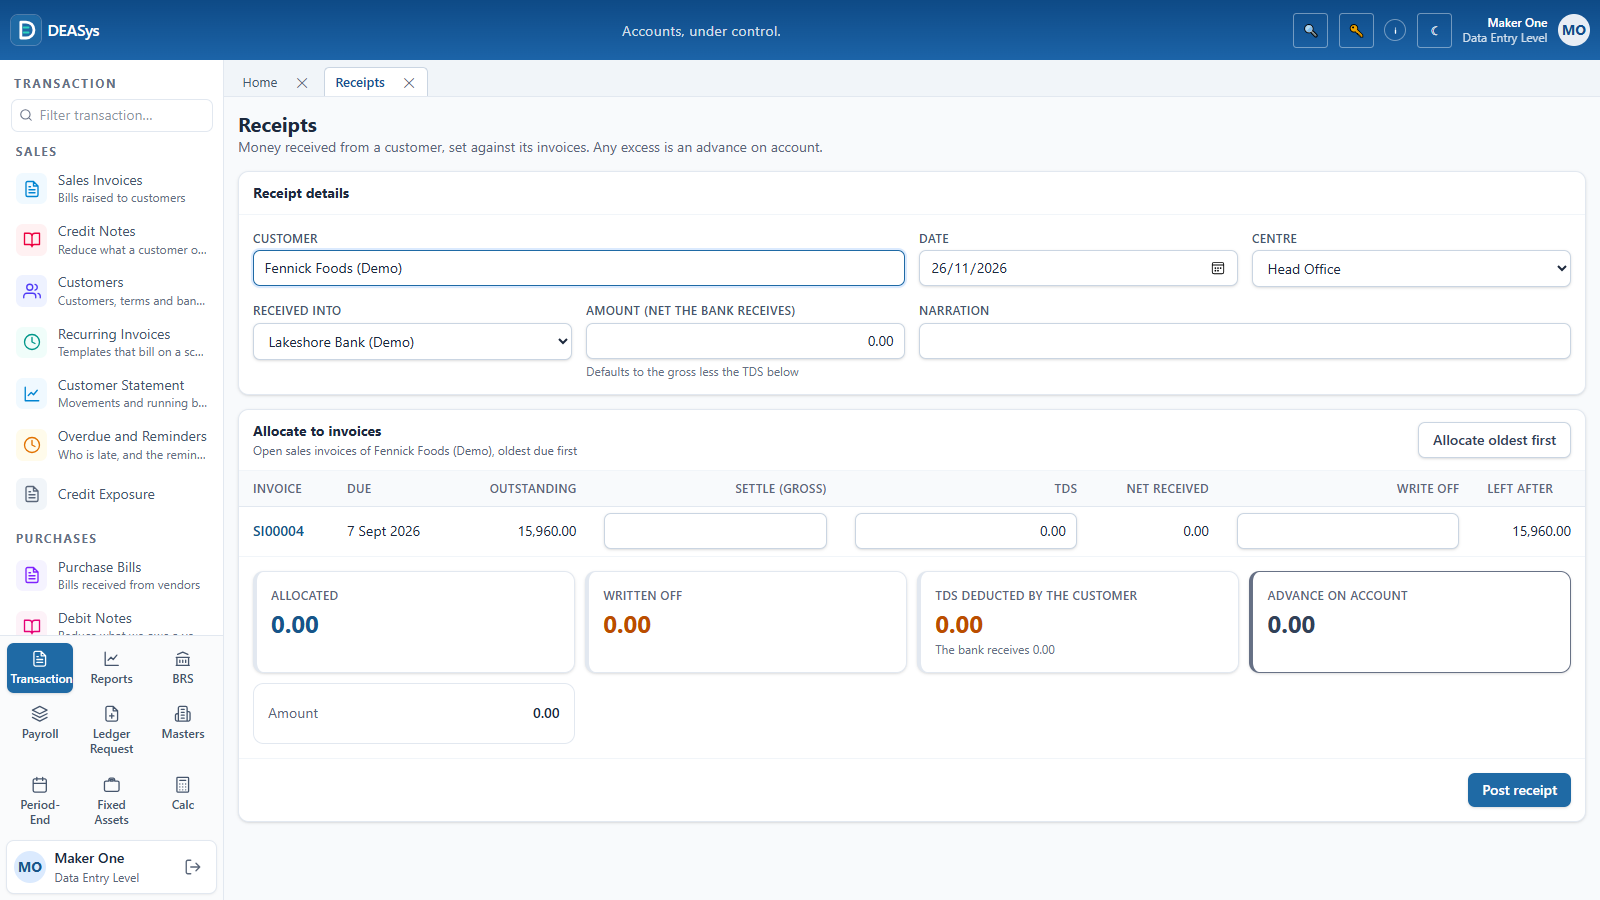 DEASys
Accounts, under control.
Maker One
Data Entry Level
MO
TRANSACTION
Filter transaction...
SALES
Sales Invoices
Bills raised to customers
Credit Notes
Reduce what a customer o...
Customers
Customers, terms and ban...
Recurring Invoices
Templates that bill on a sc...
Customer Statement
Movements and running b...
Overdue and Reminders
Who is late, and the remin...
Credit Exposure
PURCHASES
Purchase Bills
Bills received from vendors
Debit Notes
Transaction
Reports
BRS
Payroll
Ledger
Request
Masters
Period-
End
Fixed
Assets
Calc
MO
Maker One
Data Entry Level
Home
Receipts
Receipts
Money received from a customer, set against its invoices. Any excess is an advance on account.
Receipt details
CUSTOMER
DATE
CENTRE
Fennick Foods (Demo)
26/11/2026
Head Office
RECEIVED INTO
AMOUNT (NET THE BANK RECEIVES)
NARRATION
Lakeshore Bank (Demo)
0.00
Defaults to the gross less the TDS below
Allocate to invoices
Open sales invoices of Fennick Foods (Demo), oldest due first
Allocate oldest first
INVOICE DUE OUTSTANDING SETTLE (GROSS) TDS NET RECEIVED WRITE OFF LEFT AFTER
SI00004 7 Sept 2026 15,960.00 0.00 0.00 15,960.00
ALLOCATED
0.00
WRITTEN OFF
0.00
TDS DEDUCTED BY THE CUSTOMER
0.00
The bank receives 0.00
ADVANCE ON ACCOUNT
0.00
Amount 0.00
Post receipt